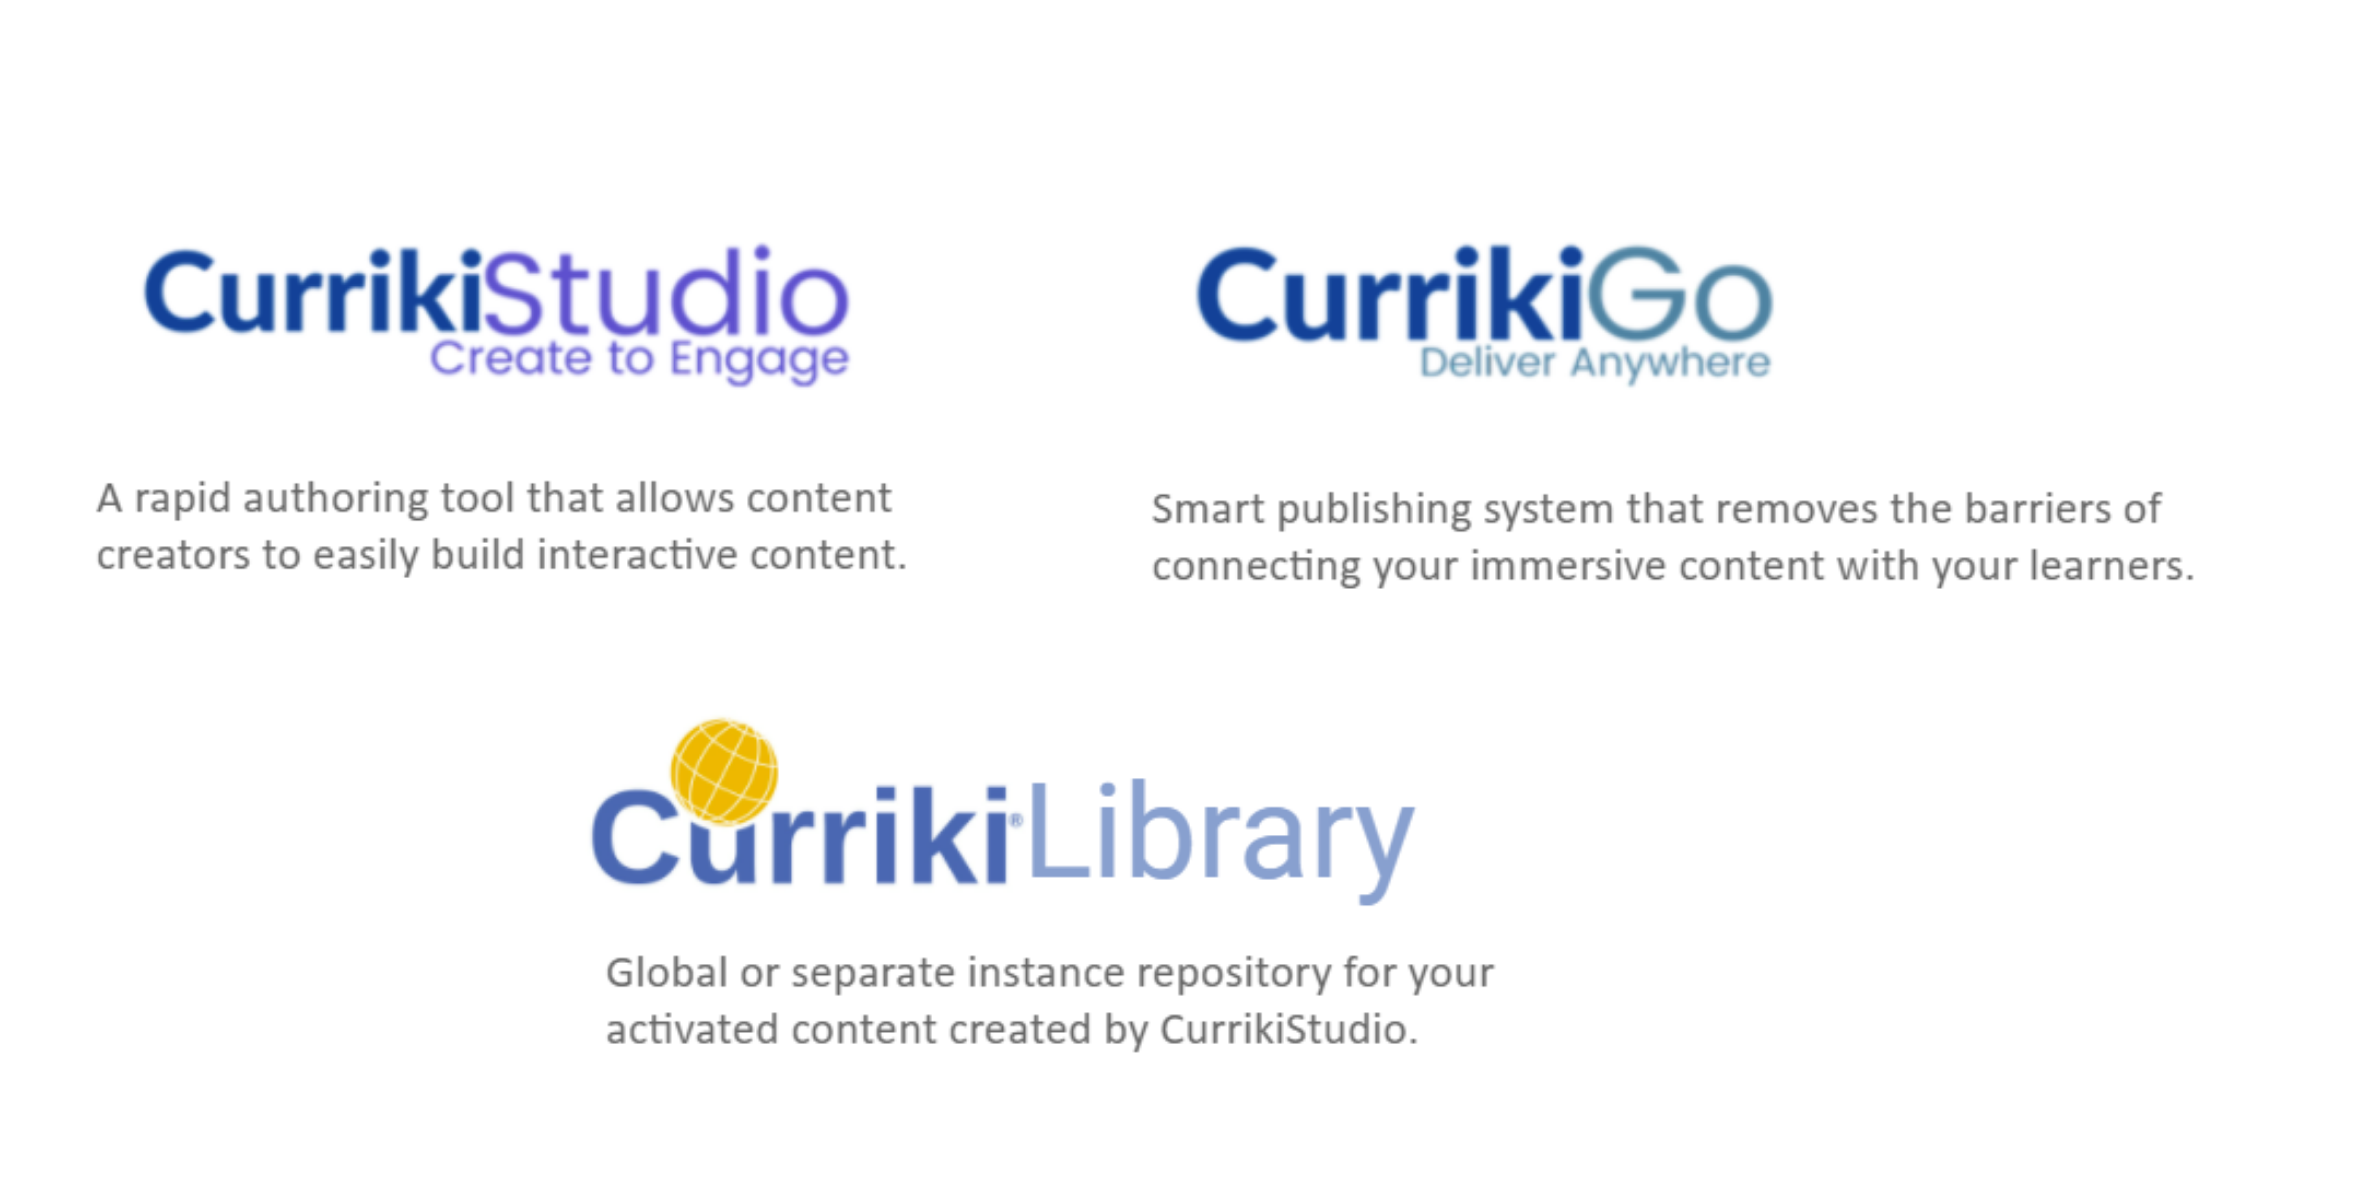 CurrikiStudio
Create to Engage
A rapid authoring tool that allows content
creators to easily build interactive content.
CurrikiGo
Deliver Anywhere
Smart publishing system that removes the barriers of
connecting your immersive content with your learners.
Curriki®Library
Global or separate instance repository for your
activated content created by CurrikiStudio.